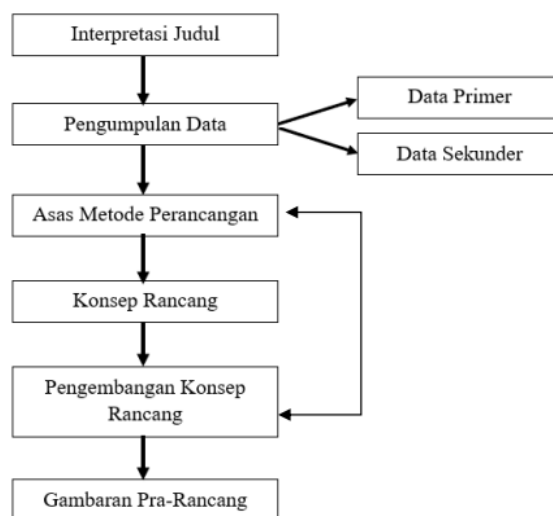 Interpretasi Judul
Pengumpulan Data
Data Primer
Data Sekunder
Asas Metode Perancangan
Konsep Rancang
Pengembangan Konsep
Rancang
Gambaran Pra-Rancang